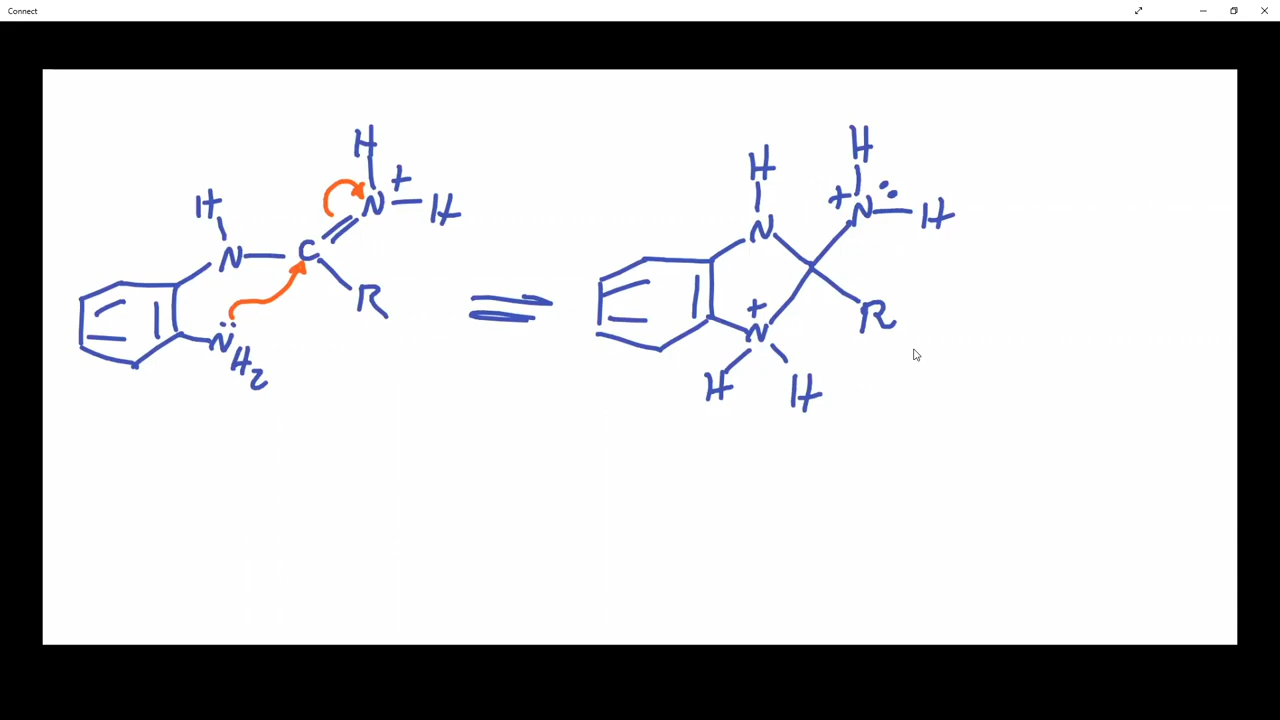 Connect
H H
H + + N H
N H H N
N C N
R + R
N N
H2 H H